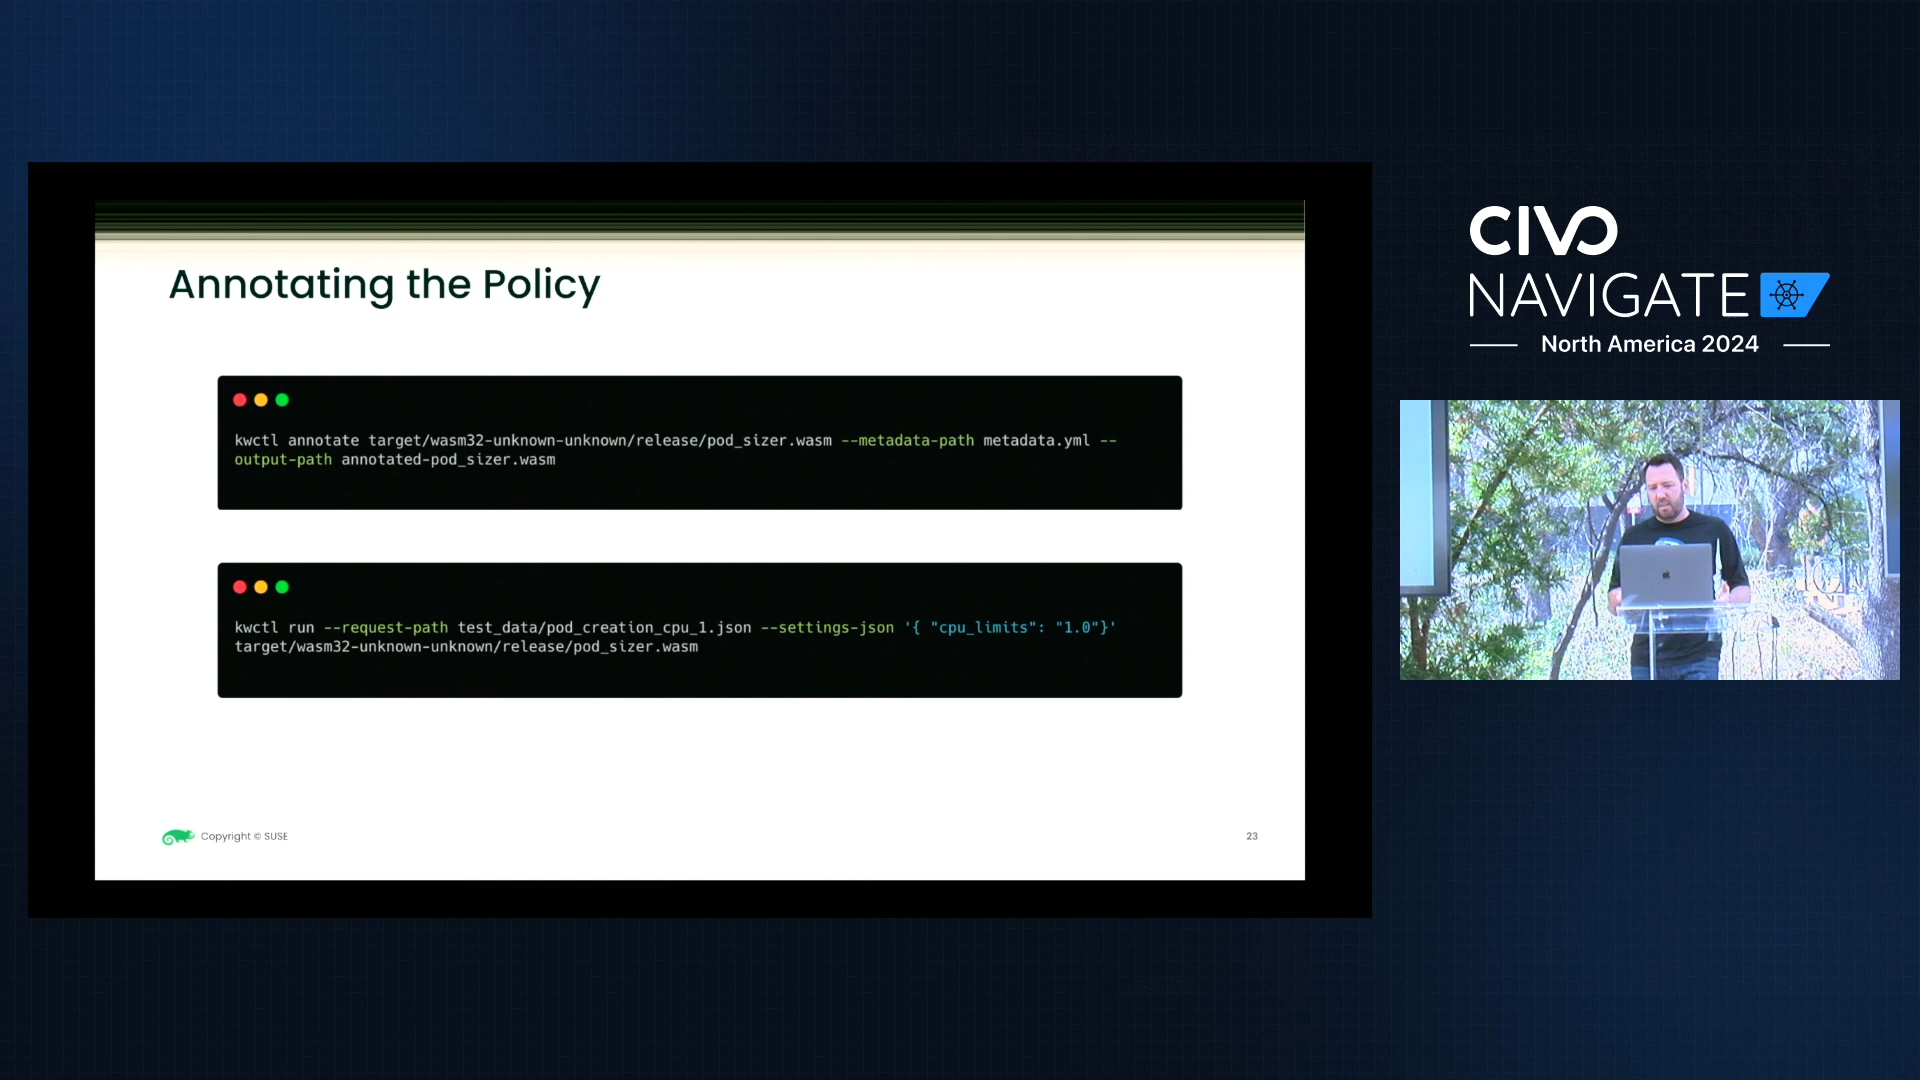 Annotating the Policy
kwctl annotate target/wasm32-unknown-unknown/release/pod_sizer.wasm --metadata-path metadata.yml --
output-path annotated-pod_sizer.wasm
kwctl run --request-path test_data/pod_creation_cpu_1.json --settings-json '{ "cpu_limits": "1.0"}'
target/wasm32-unknown-unknown/release/pod_sizer.wasm
Copyright © SUSE
23
CIVO
NAVIGATE
North America 2024